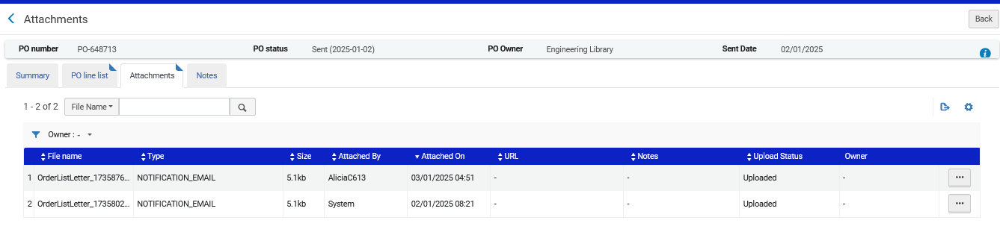 Attachments
Back
PO number PO-648713 PO status Sent (2025-01-02) PO Owner Engineering Library Sent Date 02/01/2025
Summary PO line list Attachments Notes
1 - 2 of 2 File Name
Owner : -
File name Type Size Attached By Attached On URL Notes Upload Status Owner
1 OrderListLetter_1735876... NOTIFICATION_EMAIL 5.1kb AliciaC613 03/01/2025 04:51 - - Uploaded -
2 OrderListLetter_1735802... NOTIFICATION_EMAIL 5.1kb System 02/01/2025 08:21 - - Uploaded -